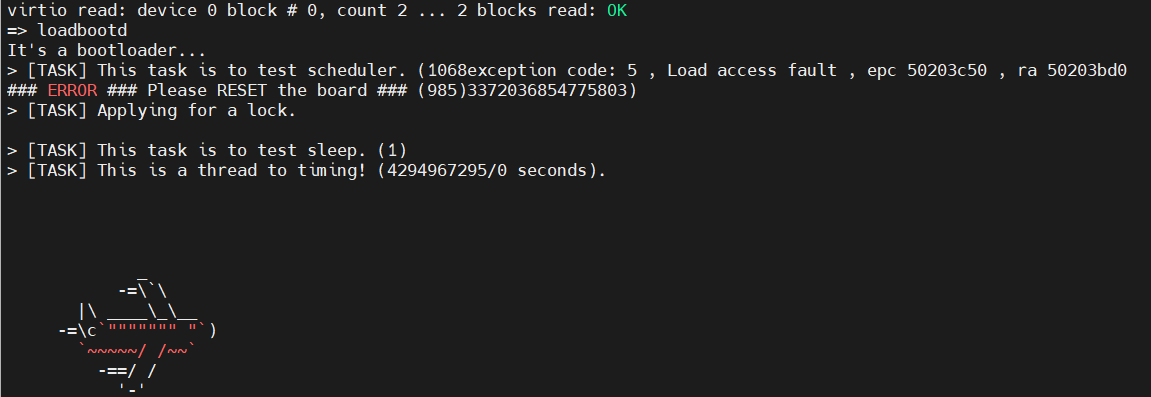 virtio read: device 0 block # 0, count 2 ... 2 blocks read: OK
=> loadbootd
It's a bootloader...
> [TASK] This task is to test scheduler. (1068exception code: 5 , Load access fault , epc 50203c50 , ra 50203bd0
### ERROR ### Please RESET the board ### (985)3372036854775803)
> [TASK] Applying for a lock.
> [TASK] This task is to test sleep. (1)
> [TASK] This is a thread to timing! (4294967295/0 seconds).
             _
           -=\`\
       |\ ____\_\__
     -=\c`""""""" "`)
       `~~~~~/ /~~`
         -==/ /
           '-'